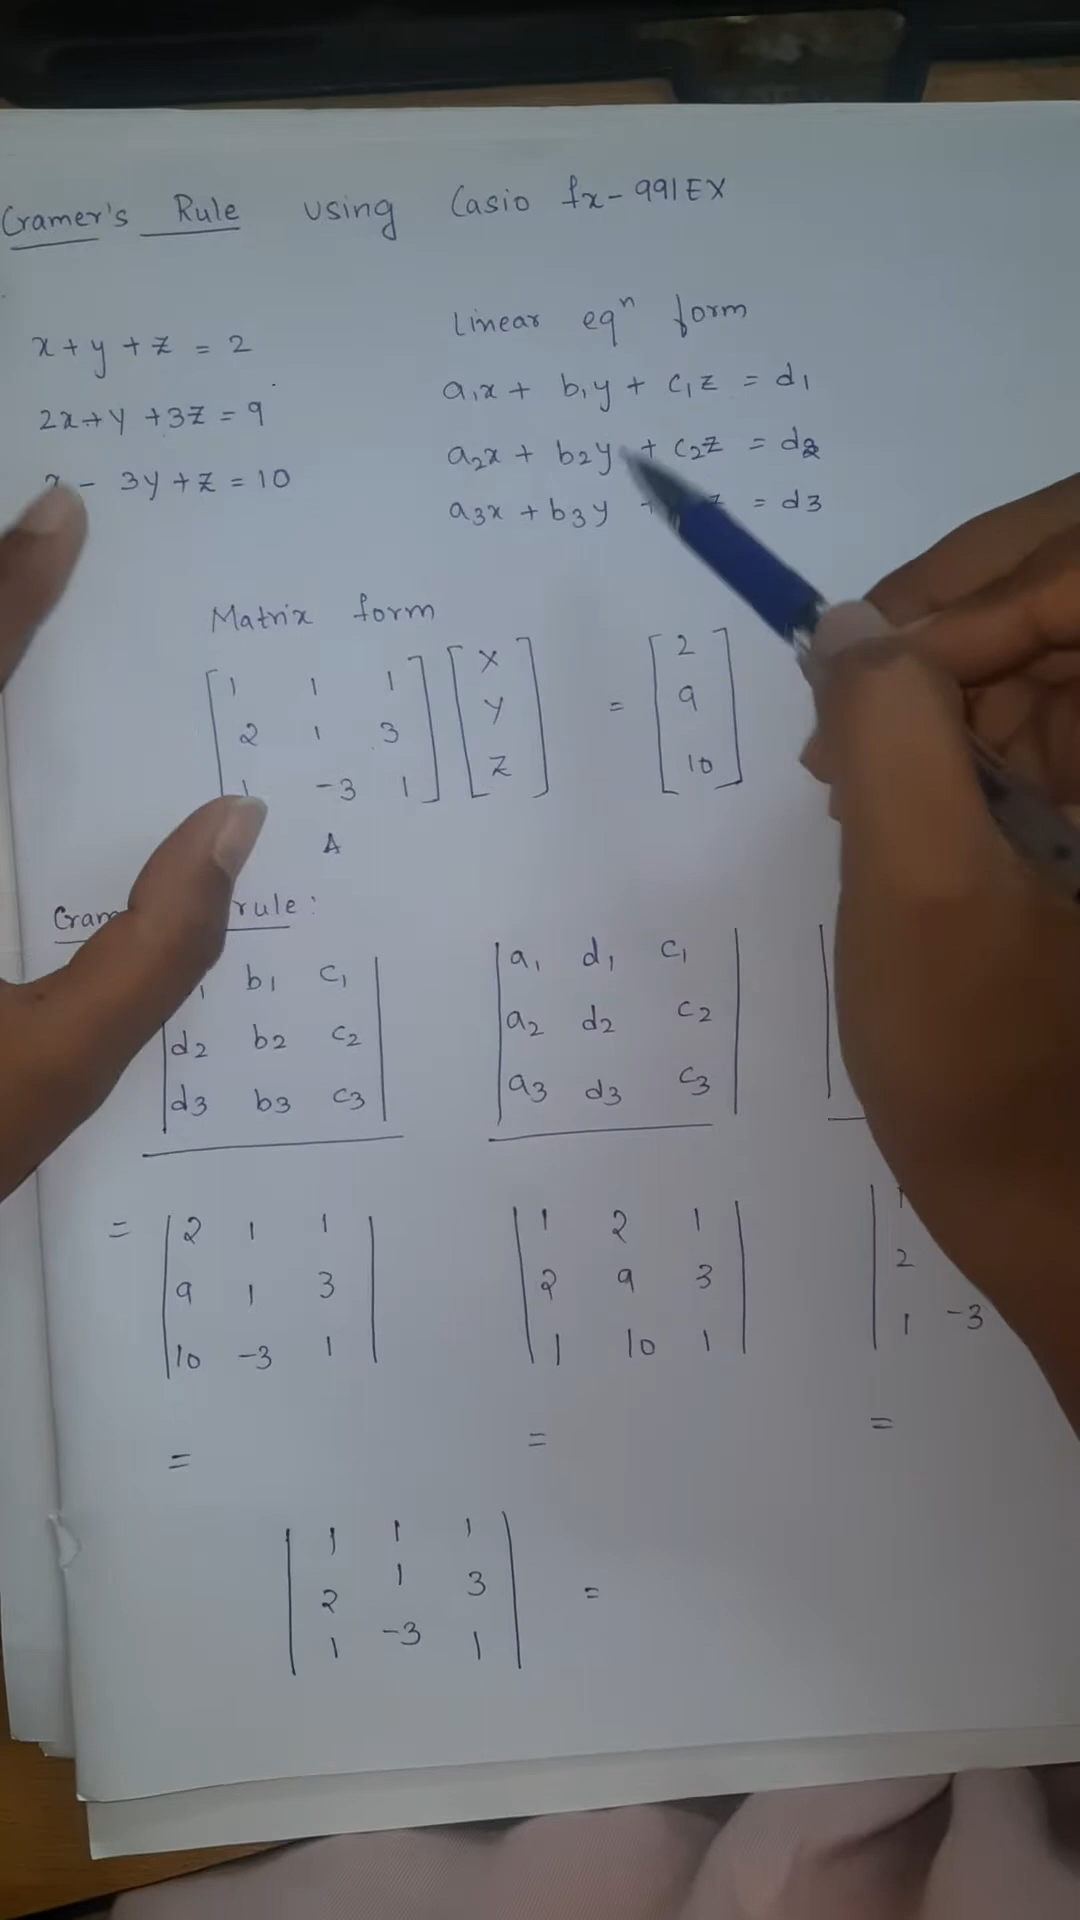 Cramer's Rule using Casio fx-991EX
x + y + z = 2
2x + y + 3z = 9
- 3y + z = 10
Linear eqⁿ form
a₁x + b₁y + c₁z = d₁
a₂x + b₂y + c₂z = d₂
a₃x + b₃y + z = d₃
Matrix form
1 1 1
2 1 3
1 -3 1
x
y
z
=
2
9
10
A
rule:
b₁ c₁
d₂ b₂ c₂
d₃ b₃ c₃
a₁ d₁ c₁
a₂ d₂ c₂
a₃ d₃ c₃
= 2 1 1
9 1 3
10 -3 1
=
1 2 1
2 9 3
1 10 1
=
1
2
1 -3
=
1 1 1
2 1 3 =
1 -3 1